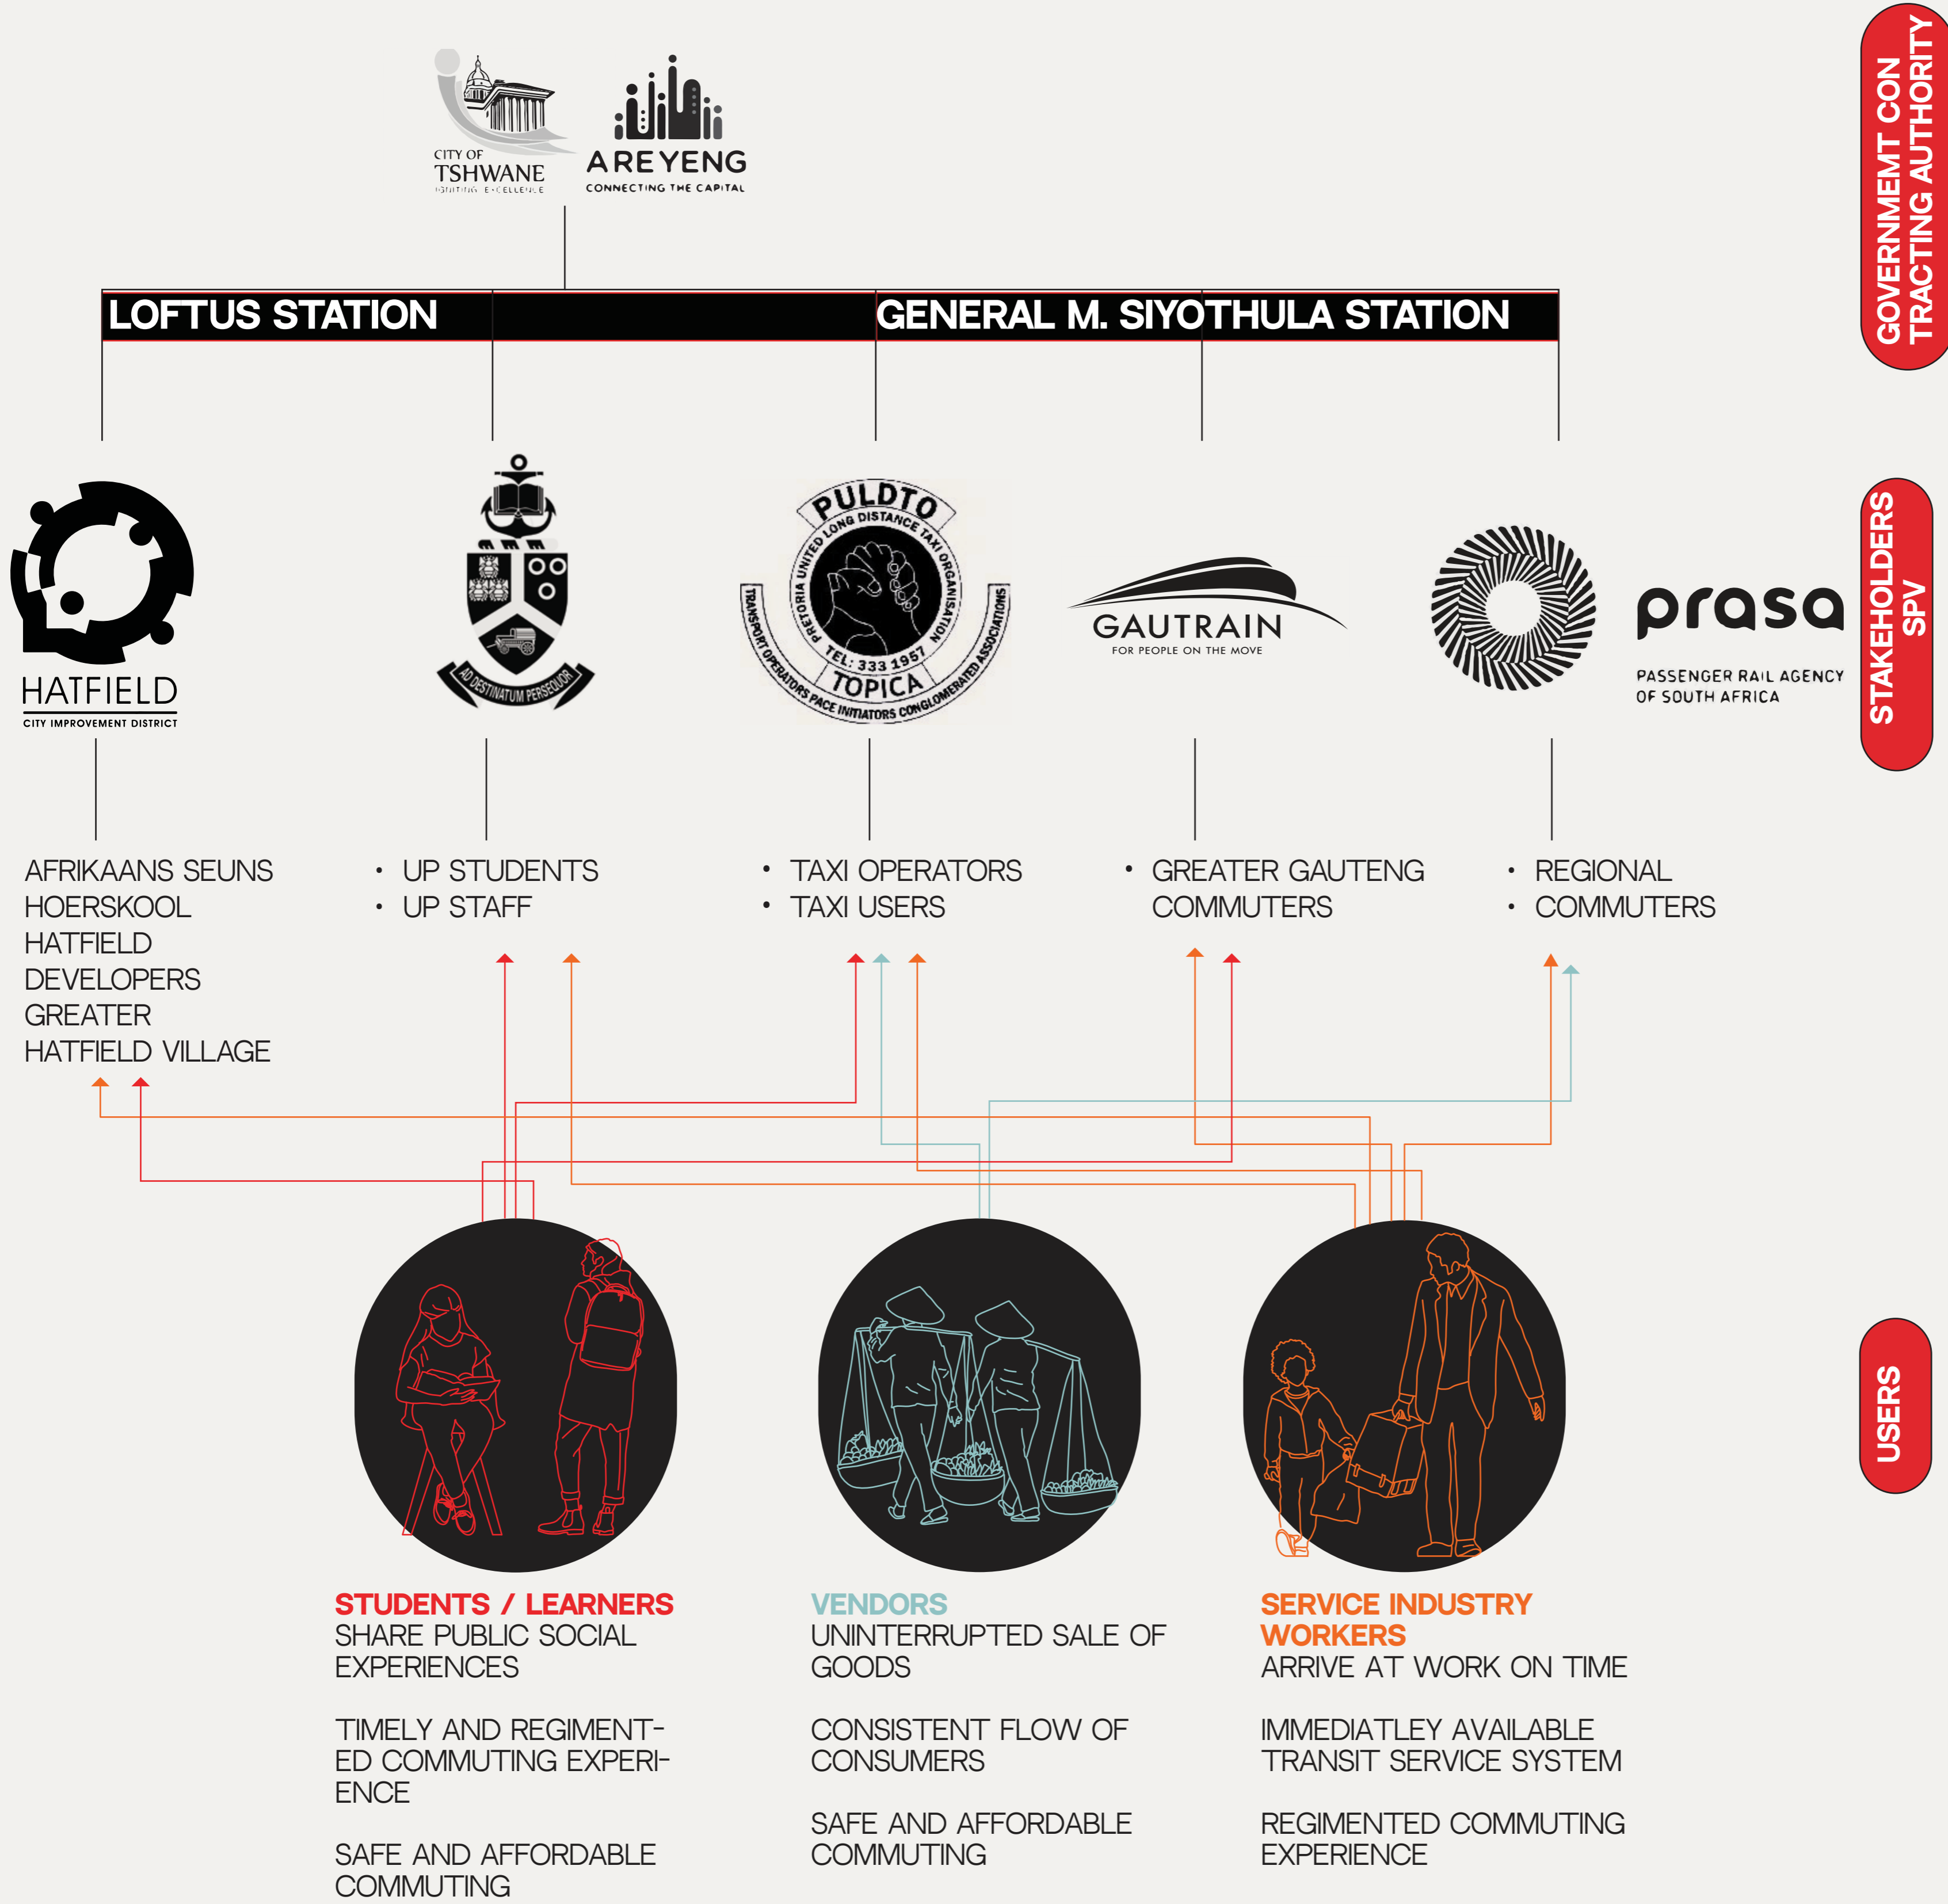 CITY OF
TSHWANE
IGNITING EXCELLENCE
AREYENG
CONNECTING THE CAPITAL
GOVERNMEMT CON
TRACTING AUTHORITY
LOFTUS STATION
GENERAL M. SIYOTHULA STATION
HATFIELD
CITY IMPROVEMENT DISTRICT
AD DESTINATUM PERSEQUOR
PULDTO
PRETORIA UNITED LONG DISTANCE TAXI ORGANISATION
TEL: 333 1957
TOPICA
TRANSPORT OPERATORS PACE INITIATORS CONGLOMERATED ASSOCIATIONS
GAUTRAIN
FOR PEOPLE ON THE MOVE
prasa
PASSENGER RAIL AGENCY
OF SOUTH AFRICA
STAKEHOLDERS
SPV
AFRIKAANS SEUNS
HOERSKOOL
HATFIELD
DEVELOPERS
GREATER
HATFIELD VILLAGE
• UP STUDENTS
• UP STAFF
• TAXI OPERATORS
• TAXI USERS
• GREATER GAUTENG
COMMUTERS
• REGIONAL
• COMMUTERS
USERS
STUDENTS / LEARNERS
SHARE PUBLIC SOCIAL
EXPERIENCES
TIMELY AND REGIMENT-
ED COMMUTING EXPERI-
ENCE
SAFE AND AFFORDABLE
COMMUTING
VENDORS
UNINTERRUPTED SALE OF
GOODS
CONSISTENT FLOW OF
CONSUMERS
SAFE AND AFFORDABLE
COMMUTING
SERVICE INDUSTRY
WORKERS
ARRIVE AT WORK ON TIME
IMMEDIATLEY AVAILABLE
TRANSIT SERVICE SYSTEM
REGIMENTED COMMUTING
EXPERIENCE